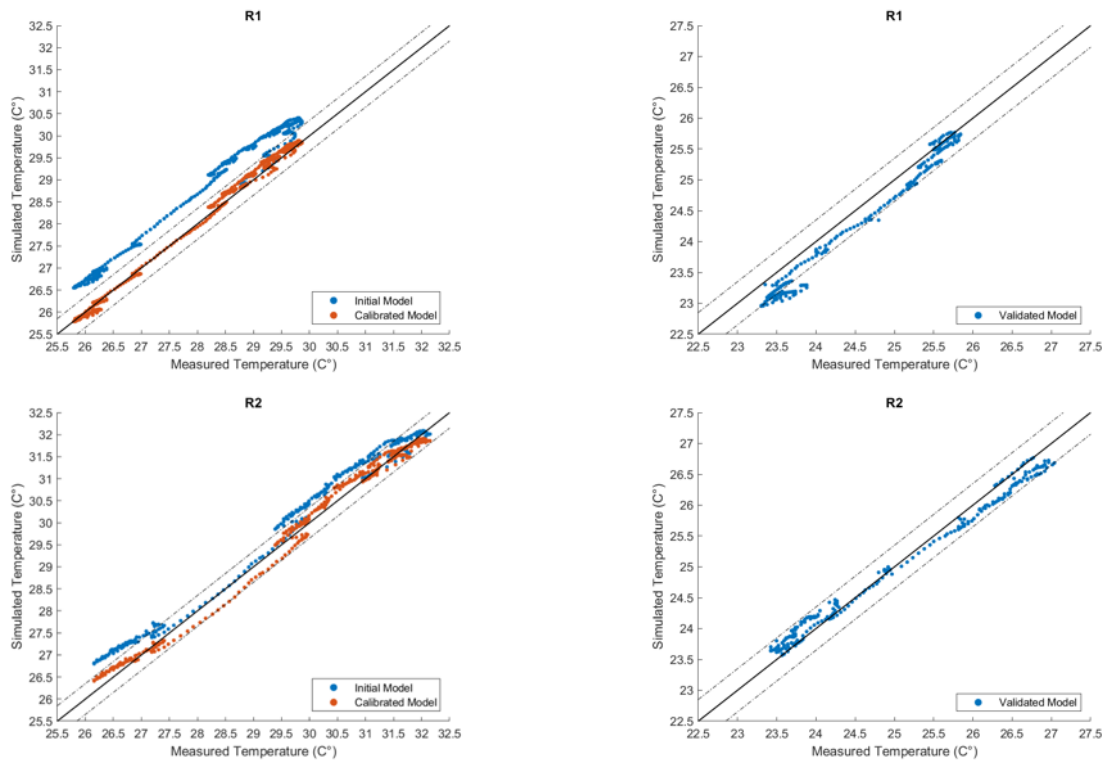 R1
32.5
32
31.5
31
30.5
30
29.5
29
28.5
28
27.5
27
26.5
26
25.5
Simulated Temperature (C°)
Initial Model
Calibrated Model
25.5 26 26.5 27 27.5 28 28.5 29 29.5 30 30.5 31 31.5 32 32.5
Measured Temperature (C°)
R1
27.5
27
26.5
26
25.5
25
24.5
24
23.5
23
22.5
Simulated Temperature (C°)
Validated Model
22.5 23 23.5 24 24.5 25 25.5 26 26.5 27 27.5
Measured Temperature (C°)
R2
32.5
32
31.5
31
30.5
30
29.5
29
28.5
28
27.5
27
26.5
26
25.5
Simulated Temperature (C°)
Initial Model
Calibrated Model
25.5 26 26.5 27 27.5 28 28.5 29 29.5 30 30.5 31 31.5 32 32.5
Measured Temperature (C°)
R2
27.5
27
26.5
26
25.5
25
24.5
24
23.5
23
22.5
Simulated Temperature (C°)
Validated Model
22.5 23 23.5 24 24.5 25 25.5 26 26.5 27 27.5
Measured Temperature (C°)